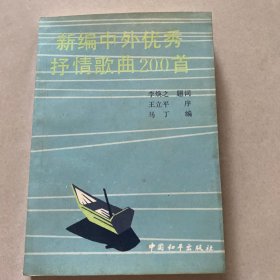 新编中外优秀
抒情歌曲200首
李焕之 题词
王立平 序
马丁 编
中国和平出版社